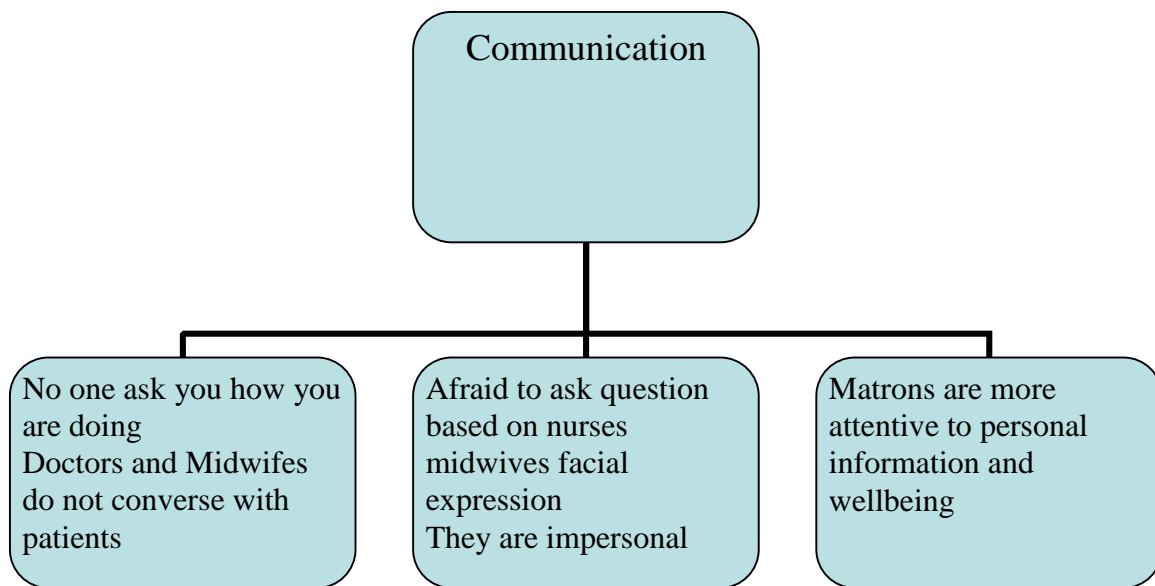 Communication
No one ask you how you
are doing
Doctors and Midwifes
do not converse with
patients
Afraid to ask question
based on nurses
midwives facial
expression
They are impersonal
Matrons are more
attentive to personal
information and
wellbeing